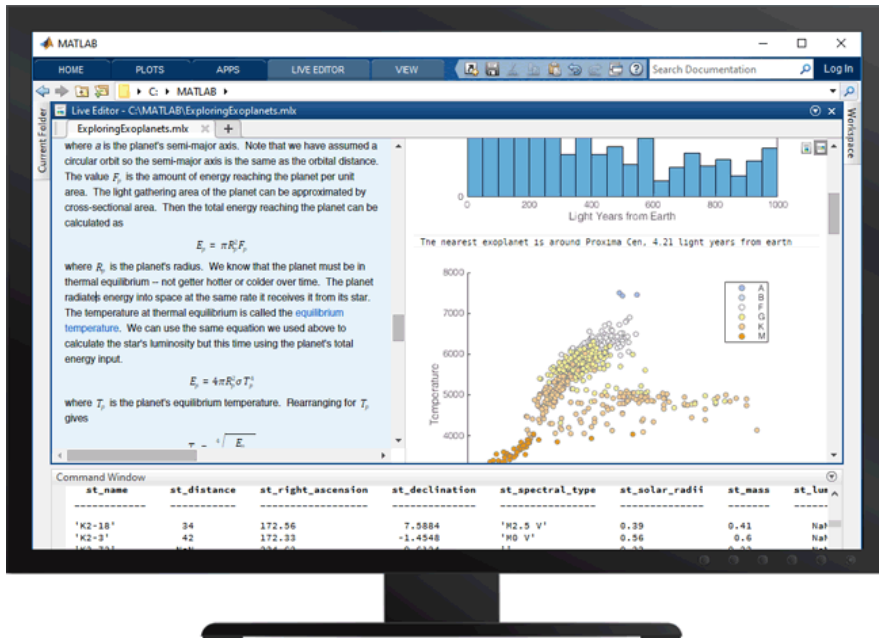 MATLAB
HOME PLOTS APPS LIVE EDITOR VIEW Search Documentation Log In
C: MATLAB
Current Folder
Live Editor - C:\MATLAB\ExploringExoplanets.mlx
Workspace
ExploringExoplanets.mlx
where a is the planet's semi-major axis. Note that we have assumed a
circular orbit so the semi-major axis is the same as the orbital distance.
The value Fₚ is the amount of energy reaching the planet per unit
area. The light gathering area of the planet can be approximated by
cross-sectional area. Then the total energy reaching the planet can be
calculated as
Eₚ = πRₚ²Fₚ
where Rₚ is the planet's radius. We know that the planet must be in
thermal equilibrium -- not getter hotter or colder over time. The planet
radiates energy into space at the same rate it receives it from its star.
The temperature at thermal equilibrium is called the equilibrium
temperature. We can use the same equation we used above to
calculate the star's luminosity but this time using the planet's total
energy input.
Eₚ = 4πRₚ²σTₚ⁴
where Tₚ is the planet's equilibrium temperature. Rearranging for Tₚ
gives
0
0 200 400 600 800 1000
Light Years from Earth
The nearest exoplanet is around Proxima Cen, 4.21 light years from earth
8000
7000
6000
5000
4000
Temperature
A
B
F
G
K
M
Command Window
st_name st_distance st_right_ascension st_declination st_spectral_type st_solar_radii st_mass st_lum
'K2-18' 34 172.56 7.5884 'M2.5 V' 0.39 0.41 NaN
'K2-3' 42 172.33 -1.4548 'M0 V' 0.56 0.6 NaN